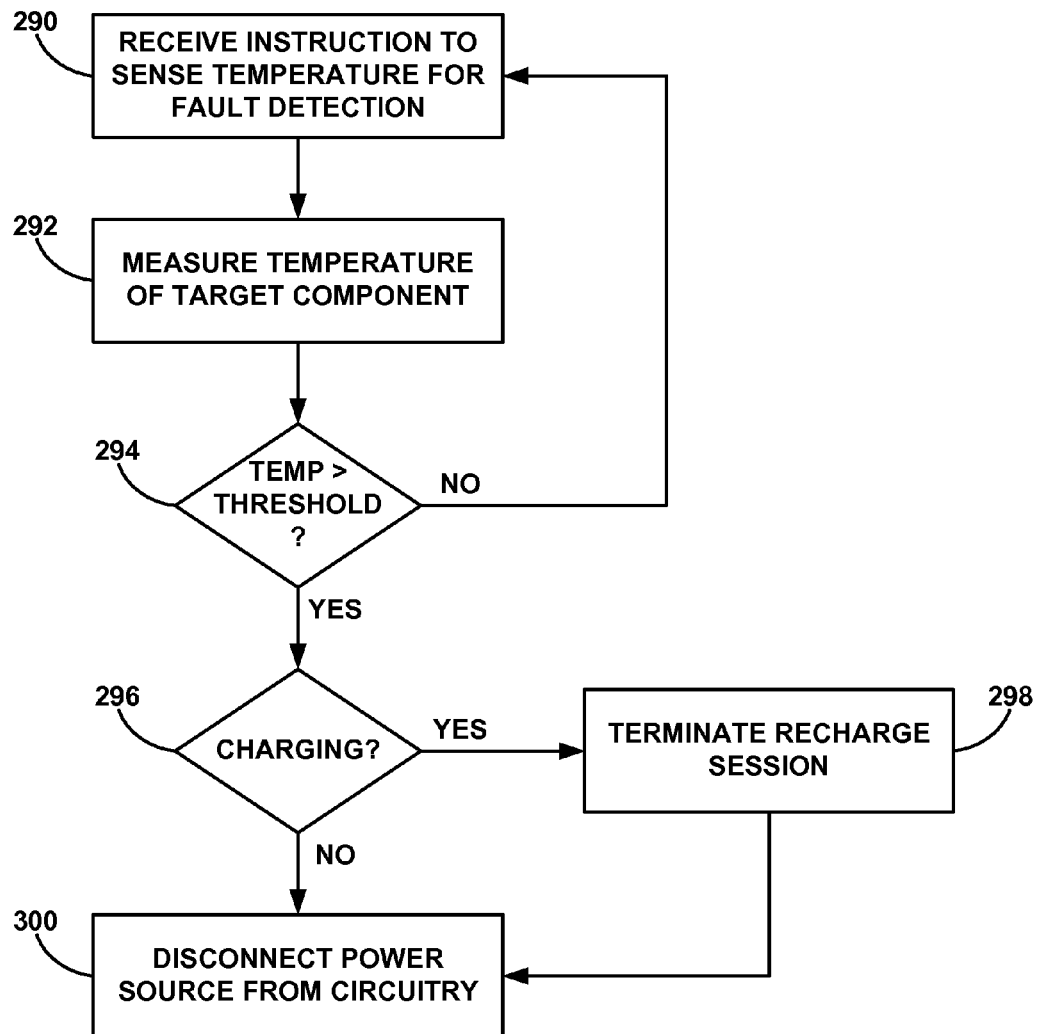 290
RECEIVE INSTRUCTION TO
SENSE TEMPERATURE FOR
FAULT DETECTION
292
MEASURE TEMPERATURE
OF TARGET COMPONENT
294
TEMP >
THRESHOLD
?
NO
YES
296
CHARGING?
YES
298
TERMINATE RECHARGE
SESSION
NO
300
DISCONNECT POWER
SOURCE FROM CIRCUITRY